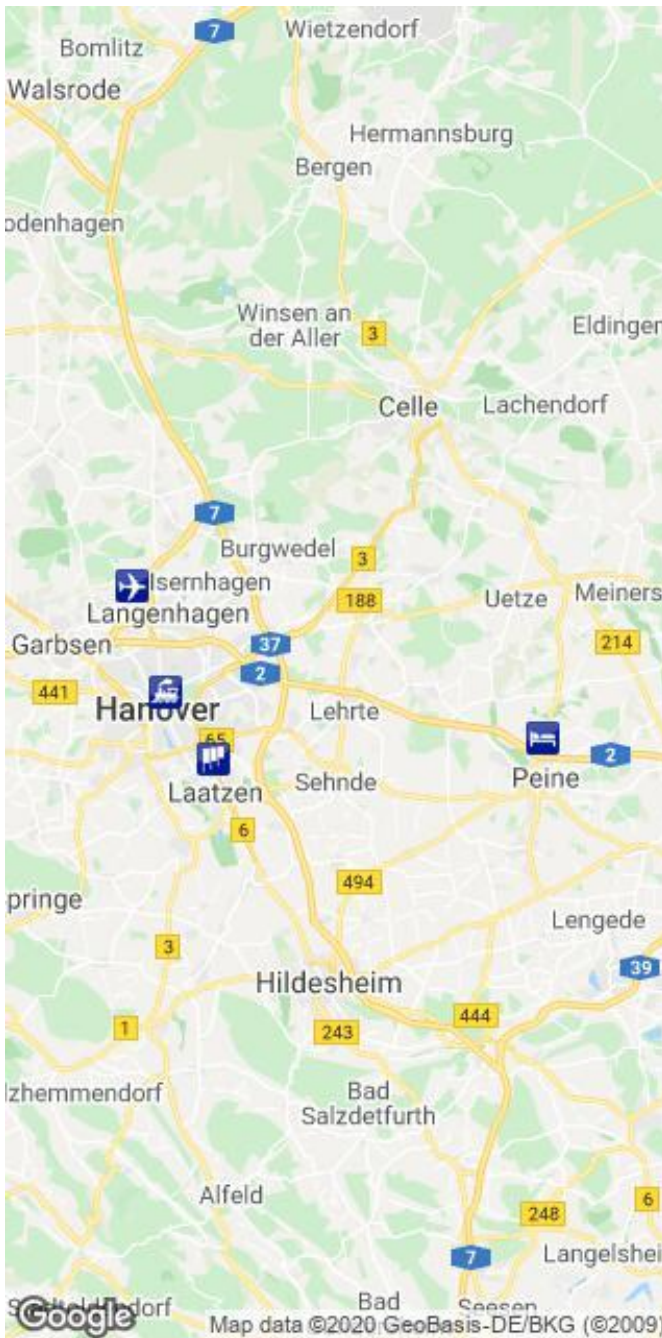 7
Wietzendorf
Bomlitz
Walsrode
Hermannsburg
Bergen
odenhagen
Winsen an
der Aller
3
Eldingen
Celle
Lachendorf
7
Burgwedel
3
Isernhagen
188
Uetze
Meiners
Langenhagen
Garbsen
37
214
2
441
Hanover
Lehrte
65
2
Laatzen
Sehnde
Peine
6
494
pringe
Lengede
3
39
Hildesheim
444
1
243
lzhemmendorf
Bad
Salzdetfurth
Alfeld
6
248
7
Langelshei
Bad
Seesen
Google
Map data ©2020 GeoBasis-DE/BKG (©2009)